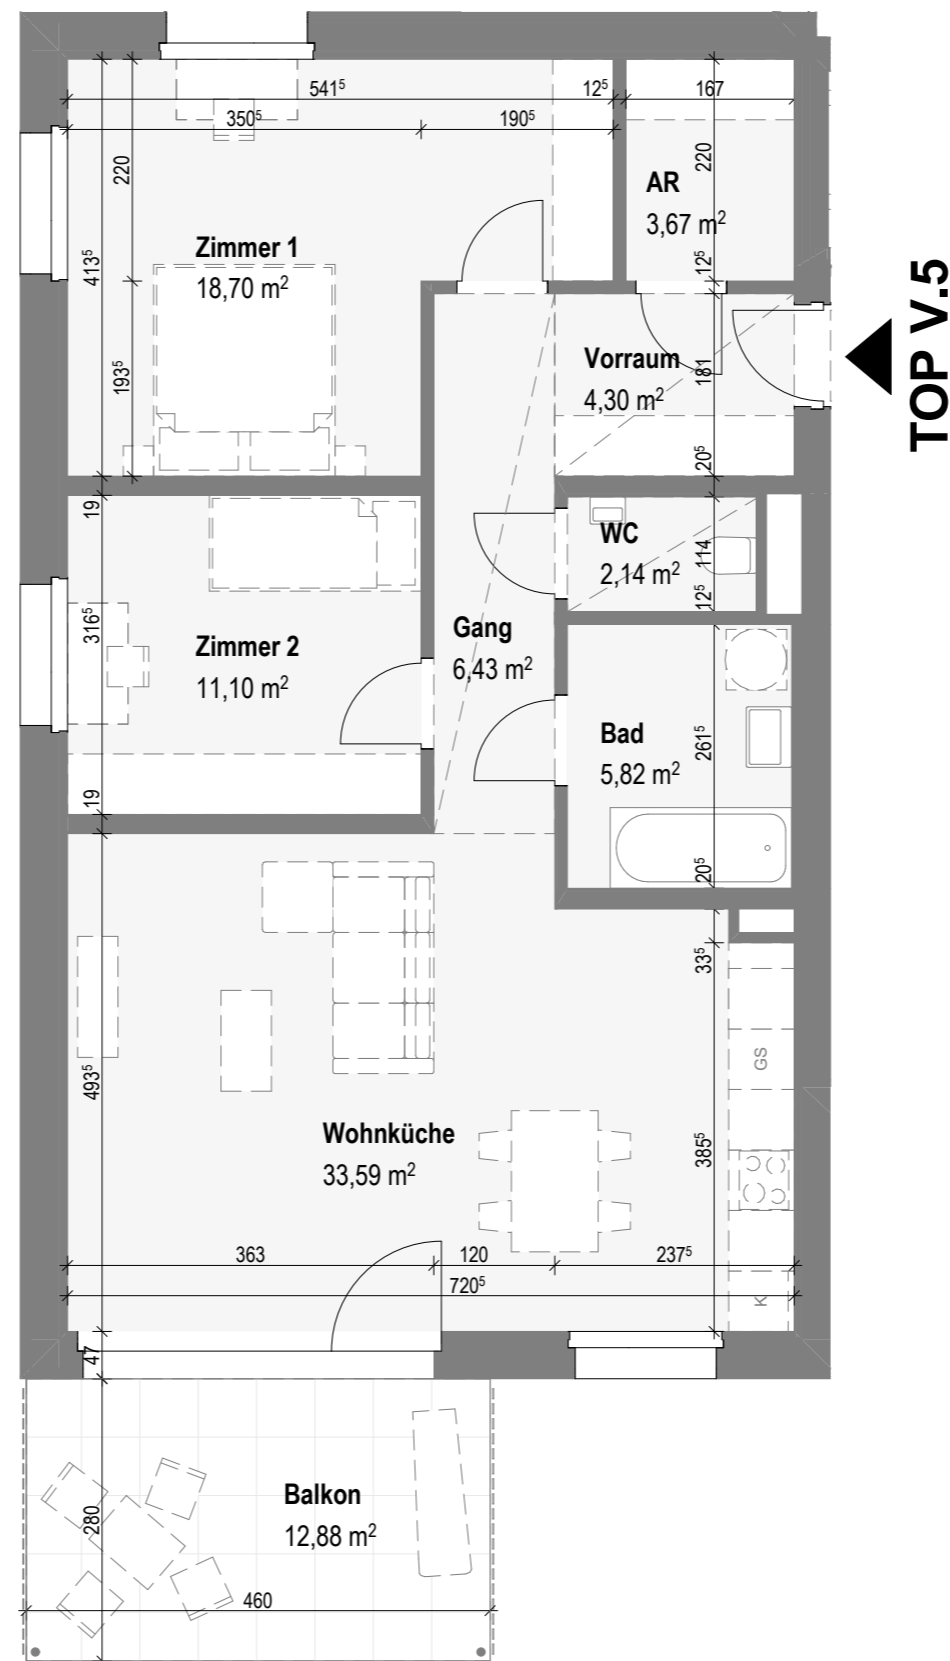 541⁵
12⁵
167
350⁵
190⁵
220
220
AR
3,67 m²
Zimmer 1
18,70 m²
413⁵
12⁵
TOP V.5
Vorraum
4,30 m²
181
193⁵
20⁵
19
WC
2,14 m²
114
12⁵
316⁵
Zimmer 2
11,10 m²
Gang
6,43 m²
Bad
5,82 m²
261⁵
19
20⁵
33⁵
GS
493⁵
Wohnküche
33,59 m²
385⁵
363
120
237⁵
720⁵
K
47
Balkon
12,88 m²
280
460